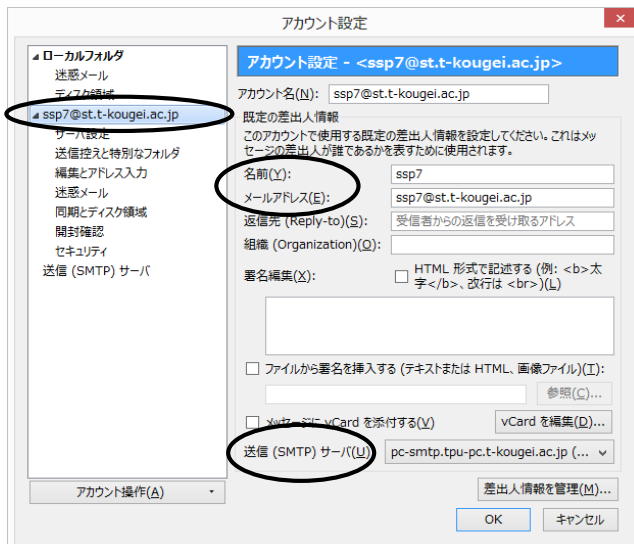 アカウント設定
×
ローカルフォルダ
迷惑メール
ディスク領域
ssp7@st.t-kougei.ac.jp
サーバ設定
送信控えと特別なフォルダ
編集とアドレス入力
迷惑メール
同期とディスク領域
開封確認
セキュリティ
送信 (SMTP) サーバ
アカウント操作(A)
アカウント設定 - <ssp7@st.t-kougei.ac.jp>
アカウント名(N): ssp7@st.t-kougei.ac.jp
既定の差出人情報
このアカウントで使用する既定の差出人情報を設定してください。これはメッ
セージの差出人が誰であるかを表すために使用されます。
名前(Y): ssp7
メールアドレス(E): ssp7@st.t-kougei.ac.jp
返信先 (Reply-to)(S): 受信者からの返信を受け取るアドレス
組織 (Organization)(O):
署名編集(X): HTML 形式で記述する (例: <b>太
字</b>、改行は <br>)(L)
ファイルから署名を挿入する (テキストまたは HTML、画像ファイル)(T):
参照(C)...
メッセージに vCard を添付する(V) vCard を編集(D)...
送信 (SMTP) サーバ(U) pc-smtp.tpu-pc.t-kougei.ac.jp (...
差出人情報を管理(M)...
OK キャンセル